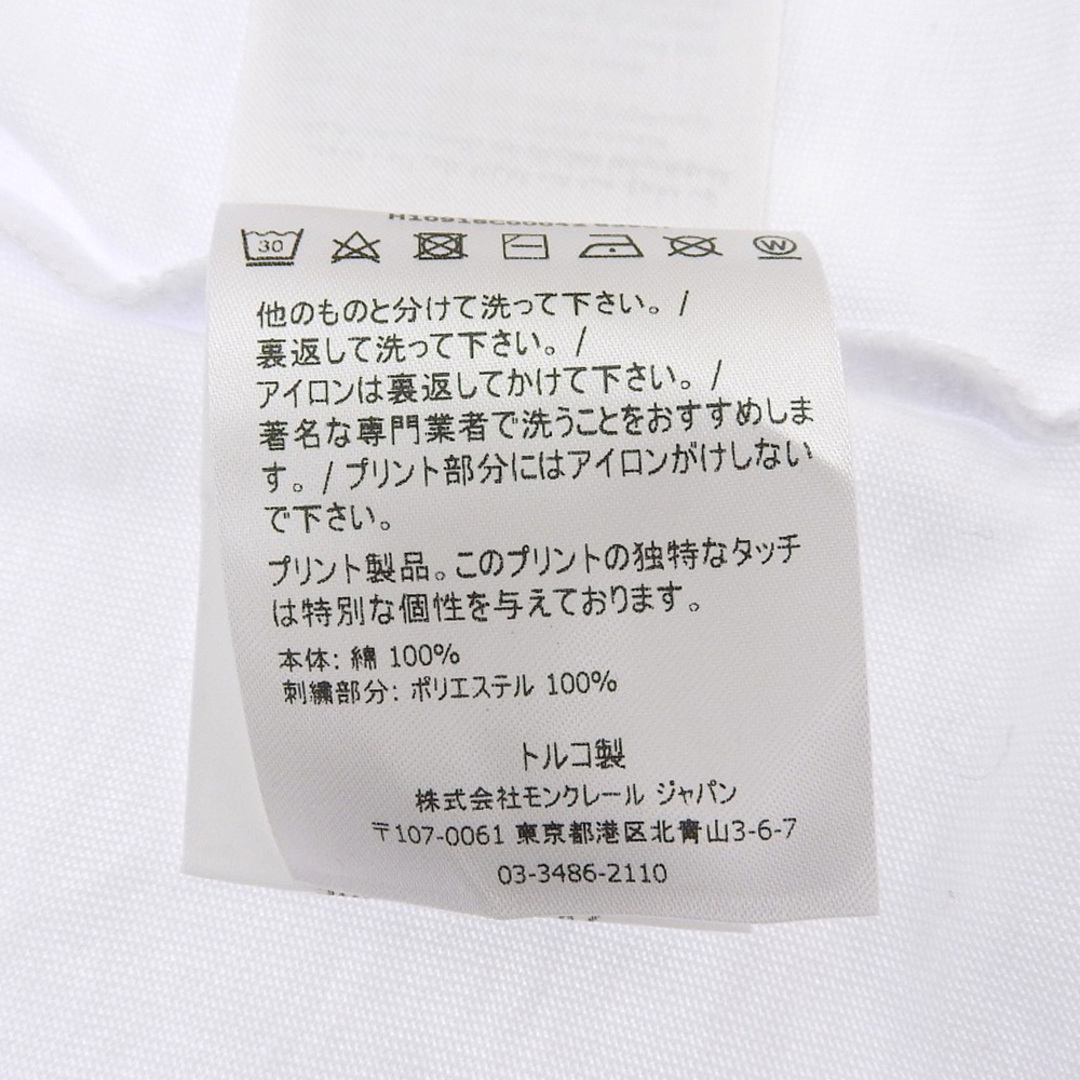 30 W
他のものと分けて洗って下さい。/
裏返して洗って下さい。/
アイロンは裏返してかけて下さい。/
著名な専門業者で洗うことをおすすめしま
す。/ プリント部分にはアイロンがけしない
で下さい。
プリント製品。このプリントの独特なタッチ
は特別な個性を与えております。
本体: 綿 100%
刺繍部分: ポリエステル 100%
トルコ製
株式会社モンクレール ジャパン
〒107-0061 東京都港区北青山3-6-7
03-3486-2110